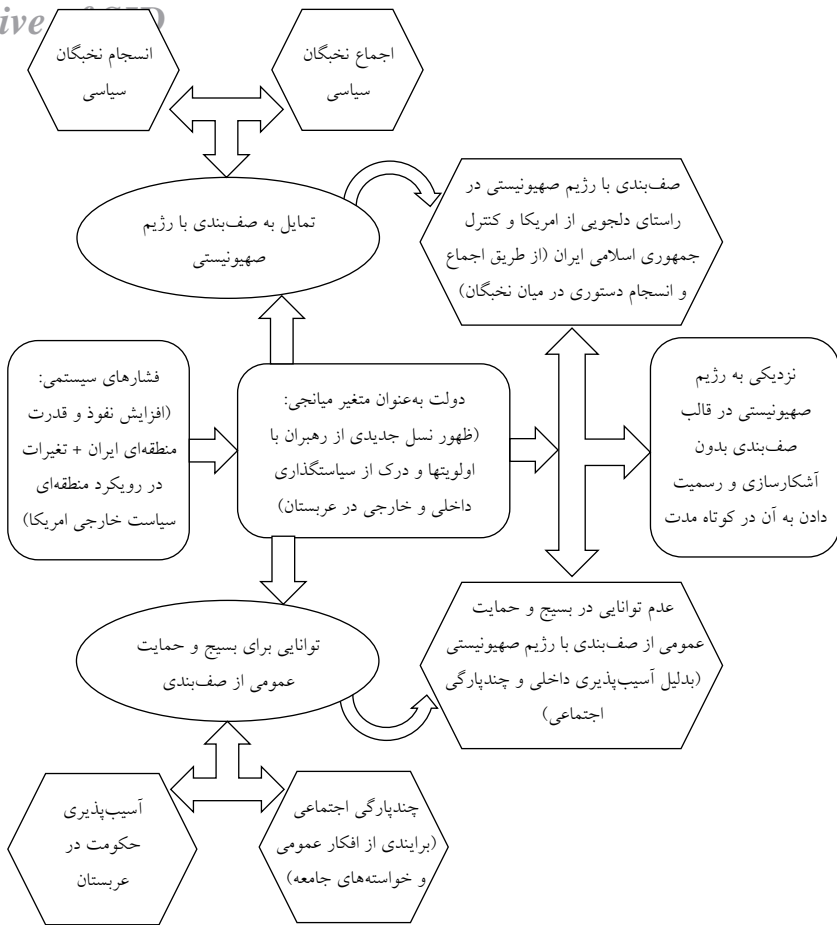 ive of SID
اجماع نخبگان
سیاسی
انسجام نخبگان
سیاسی
صف‌بندی با رژیم صهیونیستی در
راستای دلجویی از امریکا و کنترل
جمهوری اسلامی ایران (از طریق اجماع
و انسجام دستوری در میان نخبگان)
تمایل به صف‌بندی با رژیم
صهیونیستی
نزدیکی به رژیم
صهیونیستی در قالب
صف‌بندی بدون
آشکارسازی و رسمیت
دادن به آن در کوتاه مدت
دولت به‌عنوان متغیر میانجی:
(ظهور نسل جدیدی از رهبران با
اولویتها و درک از سیاستگذاری
داخلی و خارجی در عربستان)
فشارهای سیستمی:
(افزایش نفوذ و قدرت
منطقه‌ای ایران + تغیرات
در رویکرد منطقه‌ای
سیاست خارجی امریکا)
عدم توانایی در بسیج و حمایت
عمومی از صف‌بندی با رژیم صهیونیستی
(بدلیل آسیب‌پذیری داخلی و چندپارگی
اجتماعی)
توانایی برای بسیج و حمایت
عمومی از صف‌بندی
چندپارگی اجتماعی
(برایندی از افکار عمومی
و خواسته‌های جامعه)
آسیب‌پذیری
حکومت در
عربستان